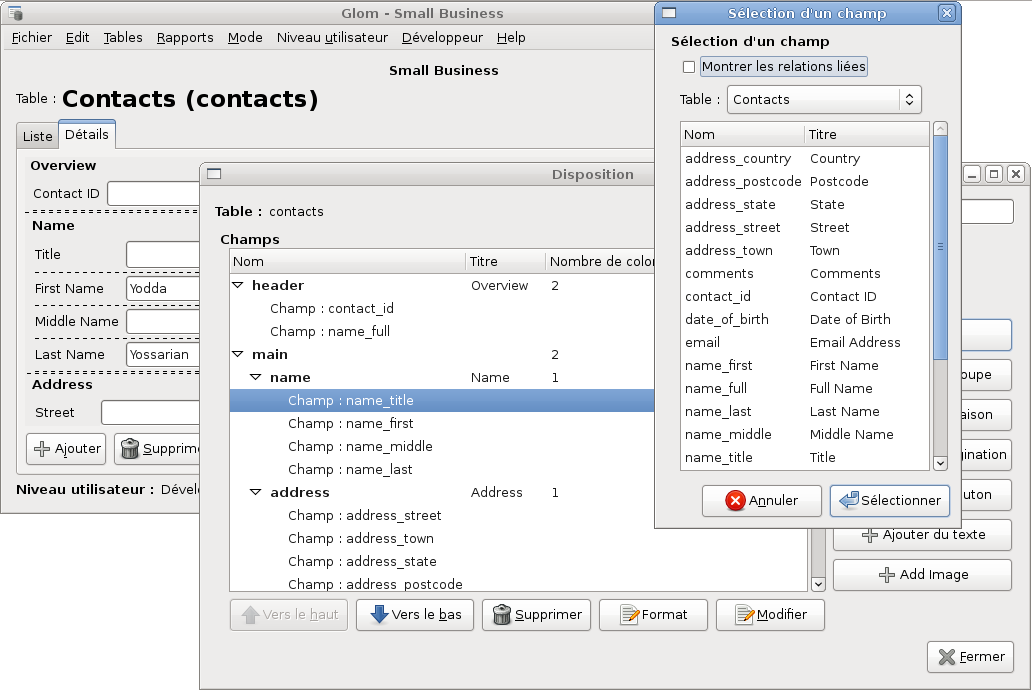 Glom - Small Business
Fichier Edit Tables Rapports Mode Niveau utilisateur Développeur Help
Small Business
Table : Contacts (contacts)
Liste Détails
Overview
Contact ID
Name
Title
First Name Yodda
Middle Name
Last Name Yossarian
Address
Street
Ajouter Supprime
Niveau utilisateur : Dével
Disposition
Table : contacts
Champs
Nom Titre Nombre de color
header Overview 2
Champ : contact_id
Champ : name_full
main 2
name Name 1
Champ : name_title
Champ : name_first
Champ : name_middle
Champ : name_last
address Address 1
Champ : address_street
Champ : address_town
Champ : address_state
Champ : address_postcode
Vers le haut Vers le bas Supprimer Format Modifier
oupe
aison
gination
outon
Ajouter du texte
Add Image
Fermer
Sélection d'un champ
Sélection d'un champ
Montrer les relations liées
Table : Contacts
Nom Titre
address_country Country
address_postcode Postcode
address_state State
address_street Street
address_town Town
comments Comments
contact_id Contact ID
date_of_birth Date of Birth
email Email Address
name_first First Name
name_full Full Name
name_last Last Name
name_middle Middle Name
name_title Title
Annuler Sélectionner